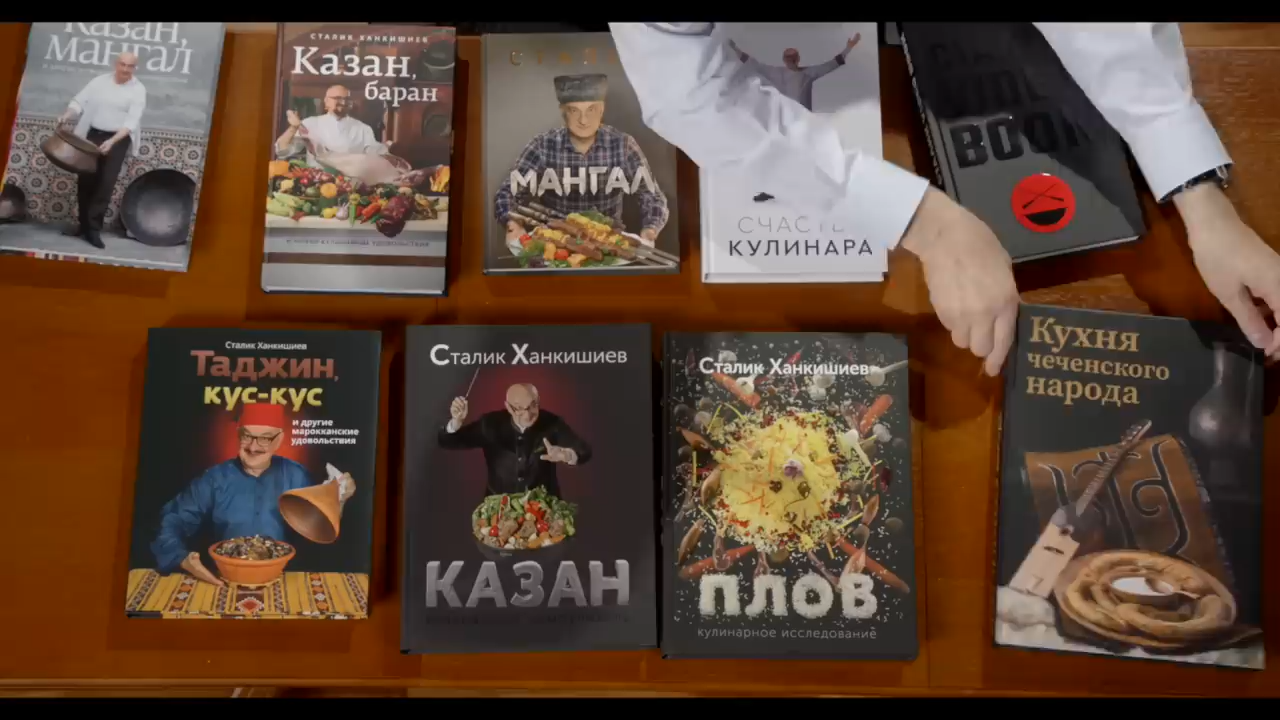 Казан,
Мангал
СТАЛИК ХАНКИШИЕВ
Казан,
баран
МАНГАЛ
КУЛИНАРА
BOOK
Сталик Ханкишиев
Таджин,
кус-кус
и другие
марокканские
удовольствия
Сталик Ханкишиев
КАЗАН
Сталик Ханкишиев
ПЛОВ
кулинарное исследование
Кухня
чеченского
народа